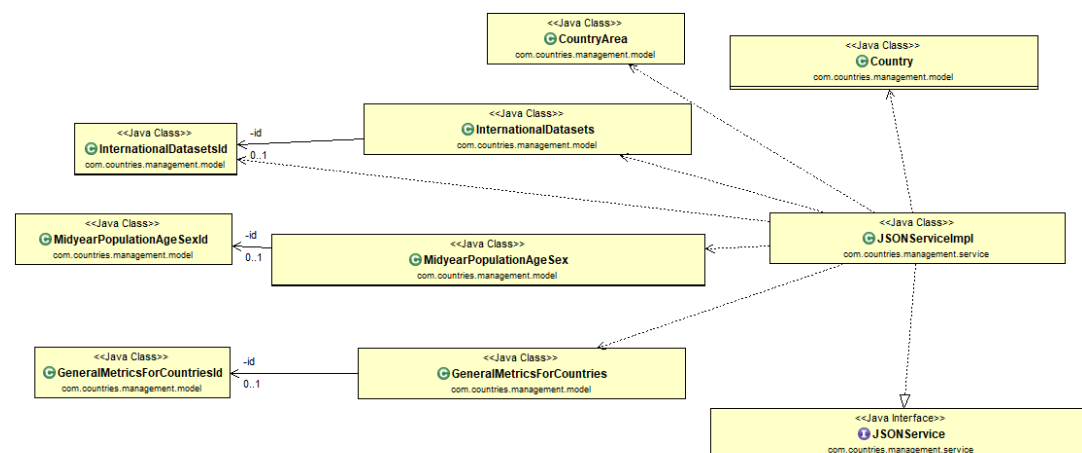 <<Java Class>>
CountryArea
com.countries.management.model
<<Java Class>>
Country
com.countries.management.model
<<Java Class>>
InternationalDatasets
com.countries.management.model
-id
0..1
<<Java Class>>
InternationalDatasetsId
com.countries.management.model
<<Java Class>>
MidyearPopulationAgeSexId
com.countries.management.model
-id
0..1
<<Java Class>>
MidyearPopulationAgeSex
com.countries.management.model
<<Java Class>>
JSONServiceImpl
com.countries.management.service
<<Java Class>>
GeneralMetricsForCountriesId
com.countries.management.model
-id
0..1
<<Java Class>>
GeneralMetricsForCountries
com.countries.management.model
<<Java Interface>>
JSONService
com.countries.management.service